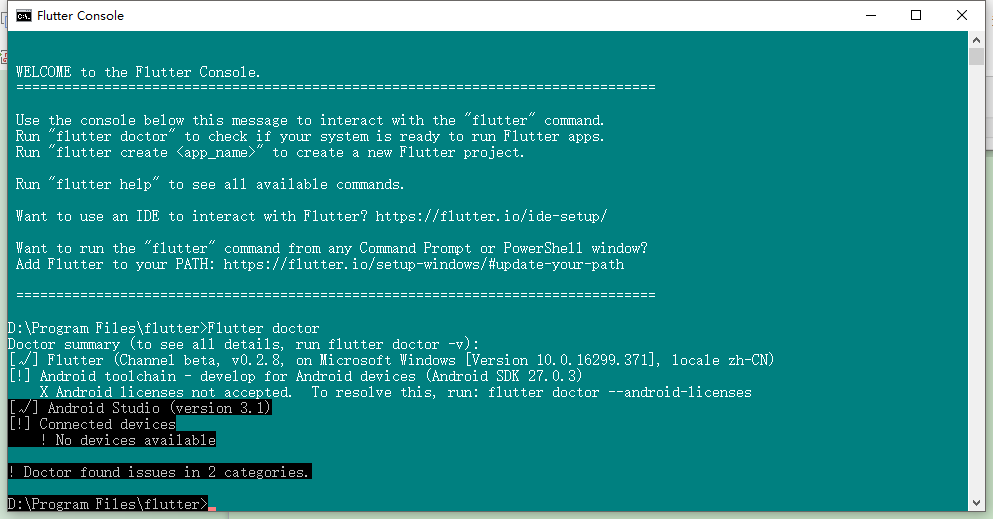 Flutter Console
WELCOME to the Flutter Console.
================================================================================
Use the console below this message to interact with the "flutter" command.
Run "flutter doctor" to check if your system is ready to run Flutter apps.
Run "flutter create <app_name>" to create a new Flutter project.
Run "flutter help" to see all available commands.
Want to use an IDE to interact with Flutter? https://flutter.io/ide-setup/
Want to run the "flutter" command from any Command Prompt or PowerShell window?
Add Flutter to your PATH: https://flutter.io/setup-windows/#update-your-path
================================================================================
D:\Program Files\flutter>Flutter doctor
Doctor summary (to see all details, run flutter doctor -v):
[√] Flutter (Channel beta, v0.2.8, on Microsoft Windows [Version 10.0.16299.371], locale zh-CN)
[!] Android toolchain - develop for Android devices (Android SDK 27.0.3)
X Android licenses not accepted.  To resolve this, run: flutter doctor --android-licenses
[√] Android Studio (version 3.1)
[!] Connected devices
! No devices available
! Doctor found issues in 2 categories.
D:\Program Files\flutter>